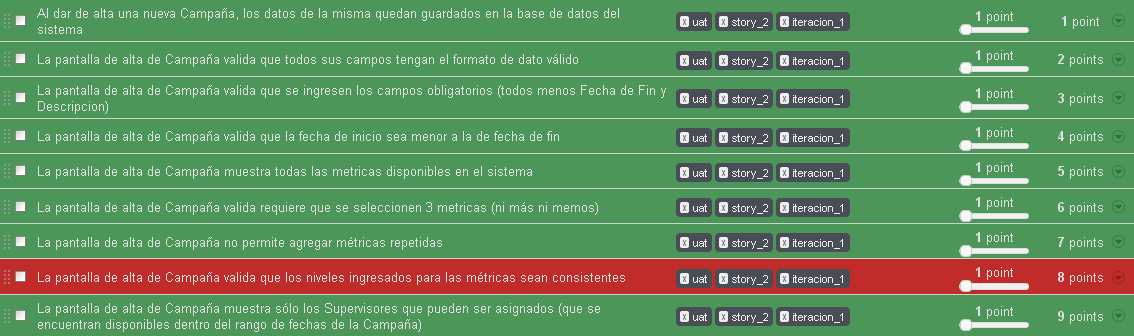 Al dar de alta una nueva Campaña, los datos de la misma quedan guardados en la base de datos del
sistema
x uat x story_2 x iteracion_1
1 point
1 point
La pantalla de alta de Campaña valida que todos sus campos tengan el formato de dato válido
x uat x story_2 x iteracion_1
1 point
2 points
La pantalla de alta de Campaña valida que se ingresen los campos obligatorios (todos menos Fecha de Fin y
Descripcion)
x uat x story_2 x iteracion_1
1 point
3 points
La pantalla de alta de Campaña valida que la fecha de inicio sea menor a la de fecha de fin
x uat x story_2 x iteracion_1
1 point
4 points
La pantalla de alta de Campaña muestra todas las metricas disponibles en el sistema
x uat x story_2 x iteracion_1
1 point
5 points
La pantalla de alta de Campaña valida requiere que se seleccionen 3 metricas (ni más ni memos)
x uat x story_2 x iteracion_1
1 point
6 points
La pantalla de alta de Campaña no permite agregar métricas repetidas
x uat x story_2 x iteracion_1
1 point
7 points
La pantalla de alta de Campaña valida que los niveles ingresados para las métricas sean consistentes
x uat x story_2 x iteracion_1
1 point
8 points
La pantalla de alta de Campaña muestra sólo los Supervisores que pueden ser asignados (que se
encuentran disponibles dentro del rango de fechas de la Campaña)
x uat x story_2 x iteracion_1
1 point
9 points